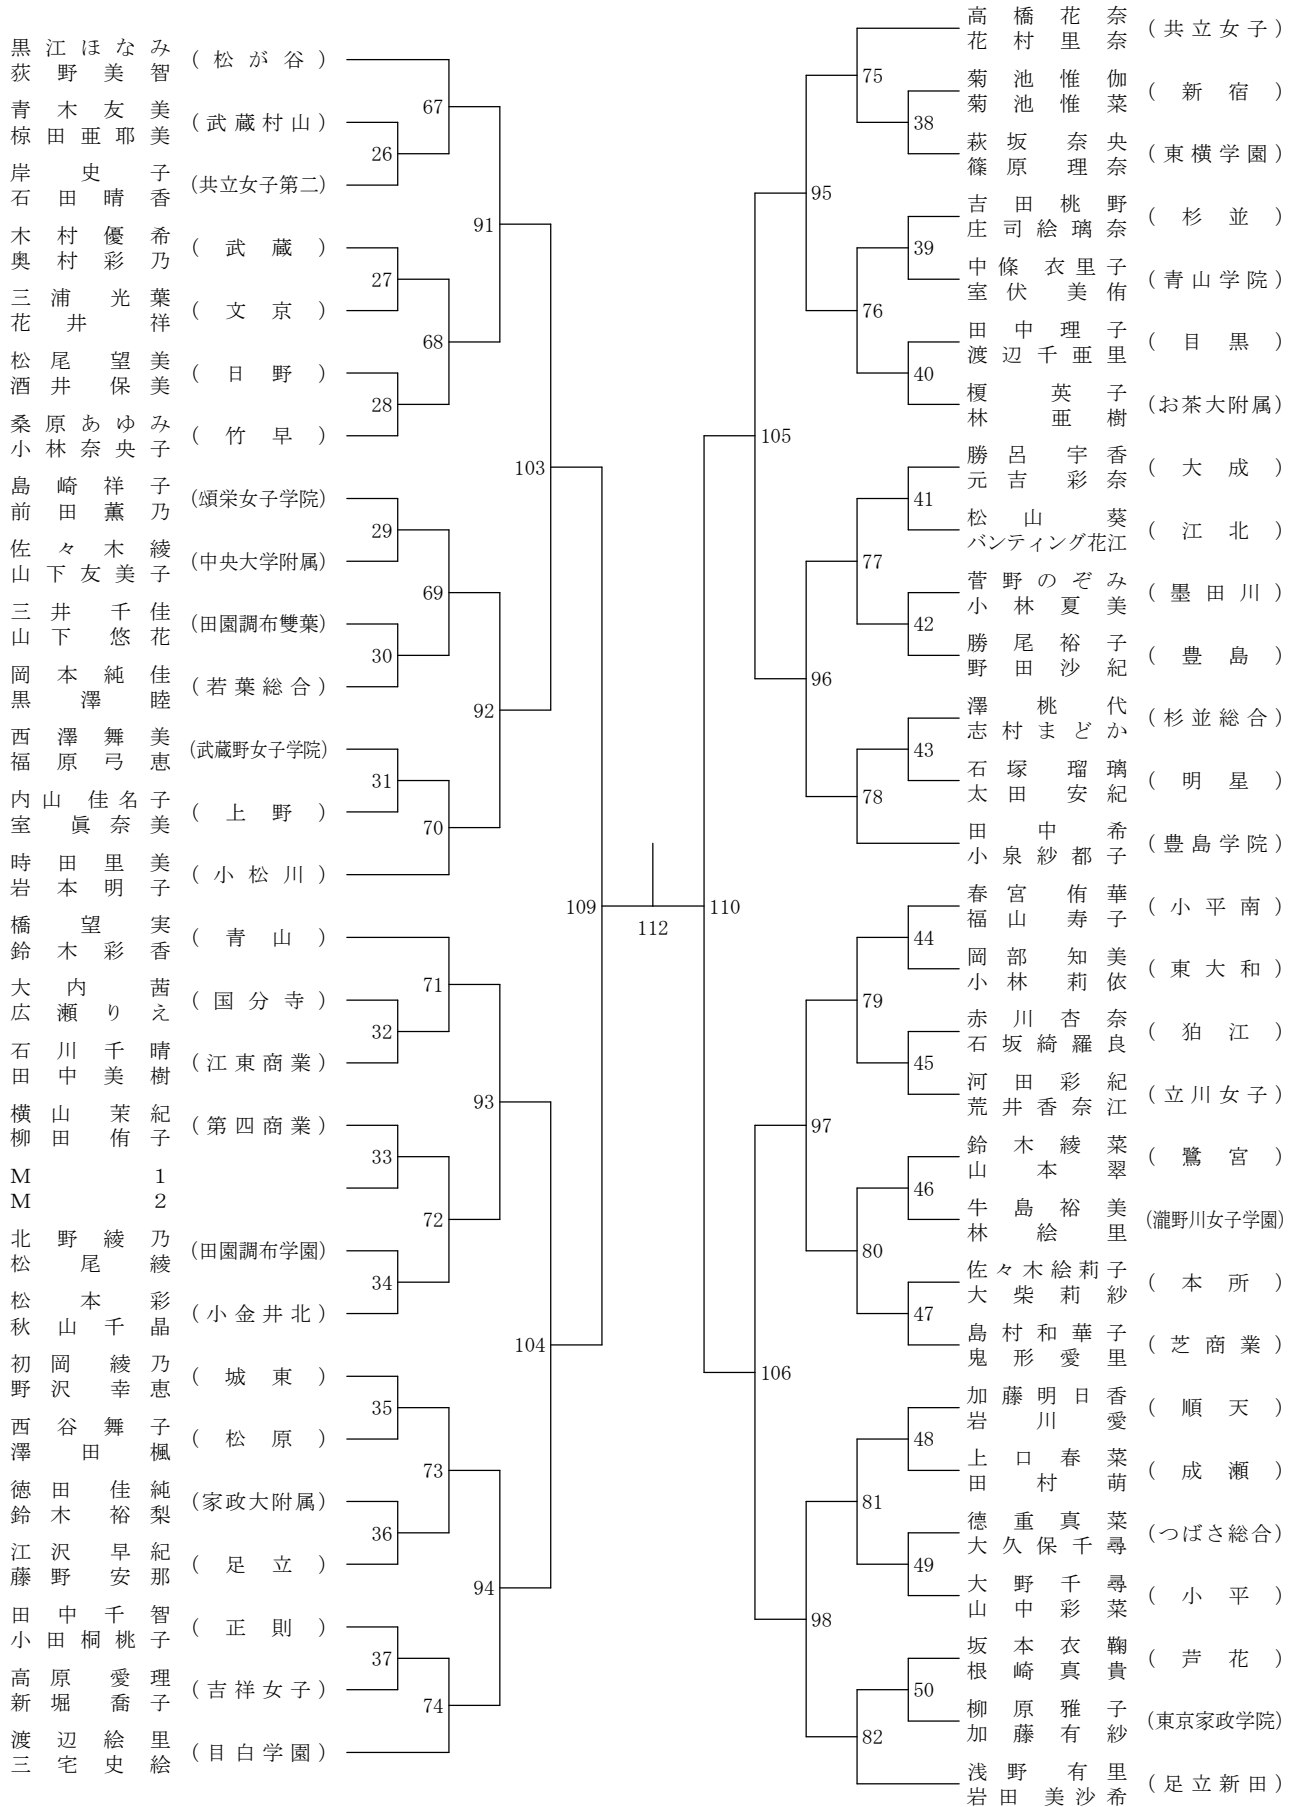 黒江ほなみ
荻野美智
(松が谷)
青木友美
椋田亜耶美
(武蔵村山)
岸史子
石田晴香
(共立女子第二)
木村優希
奥村彩乃
(武蔵)
三浦光葉
花井祥
(文京)
松尾望美
酒井保美
(日野)
桑原あゆみ
小林奈央子
(竹早)
島崎祥子
前田薫乃
(頌栄女子学院)
佐々木綾
山下友美子
(中央大学附属)
三井千佳
山下悠花
(田園調布雙葉)
岡本純佳
黒澤睦
(若葉総合)
西澤舞美
福原弓恵
(武蔵野女子学院)
内山佳名子
室眞奈美
(上野)
時田里美
岩本明子
(小松川)
橋望実
鈴木彩香
(青山)
大内茜
広瀬りえ
(国分寺)
石川千晴
田中美樹
(江東商業)
横山茉紀
柳田侑子
(第四商業)
M1
M2
北野綾乃
松尾綾
(田園調布学園)
松本彩
秋山千晶
(小金井北)
初岡綾乃
野沢幸恵
(城東)
西谷舞子
澤田楓
(松原)
徳田佳純
鈴木裕梨
(家政大附属)
江沢早紀
藤野安那
(足立)
田中千智
小田桐桃子
(正則)
高原愛理
新堀喬子
(吉祥女子)
渡辺絵里
三宅史絵
(目白学園)
26
27
28
29
30
31
32
33
34
35
36
37
67
68
69
70
71
72
73
74
91
92
93
94
103
104
109
112
110
105
106
95
96
97
98
75
76
77
78
79
80
81
82
38
39
40
41
42
43
44
45
46
47
48
49
50
高橋花奈
花村里奈
(共立女子)
菊池惟伽
菊池惟菜
(新宿)
萩坂奈央
篠原理奈
(東横学園)
吉田桃野
庄司絵璃奈
(杉並)
中條衣里子
室伏美侑
(青山学院)
田中理子
渡辺千亜里
(目黒)
榎英子
林亜樹
(お茶大附属)
勝呂宇香
元吉彩奈
(大成)
松山葵
バンティング花江
(江北)
菅野のぞみ
小林夏美
(墨田川)
勝尾裕子
野田沙紀
(豊島)
澤桃代
志村まどか
(杉並総合)
石塚瑠璃
太田安紀
(明星)
田中希
小泉紗都子
(豊島学院)
春宮侑華
福山寿子
(小平南)
岡部知美
小林莉依
(東大和)
赤川杏奈
石坂綺羅良
(狛江)
河田彩紀
荒井香奈江
(立川女子)
鈴木綾菜
山本翠
(鷺宮)
牛島裕美
林絵里
(瀧野川女子学園)
佐々木絵莉子
大柴莉紗
(本所)
島村和華子
鬼形愛里
(芝商業)
加藤明日香
岩川愛
(順天)
上口春菜
田村萌
(成瀬)
德重真菜
大久保千尋
(つばさ総合)
大野千尋
山中彩菜
(小平)
坂本衣鞠
根崎真貴
(芦花)
柳原雅子
加藤有紗
(東京家政学院)
浅野有里
岩田美沙希
(足立新田)